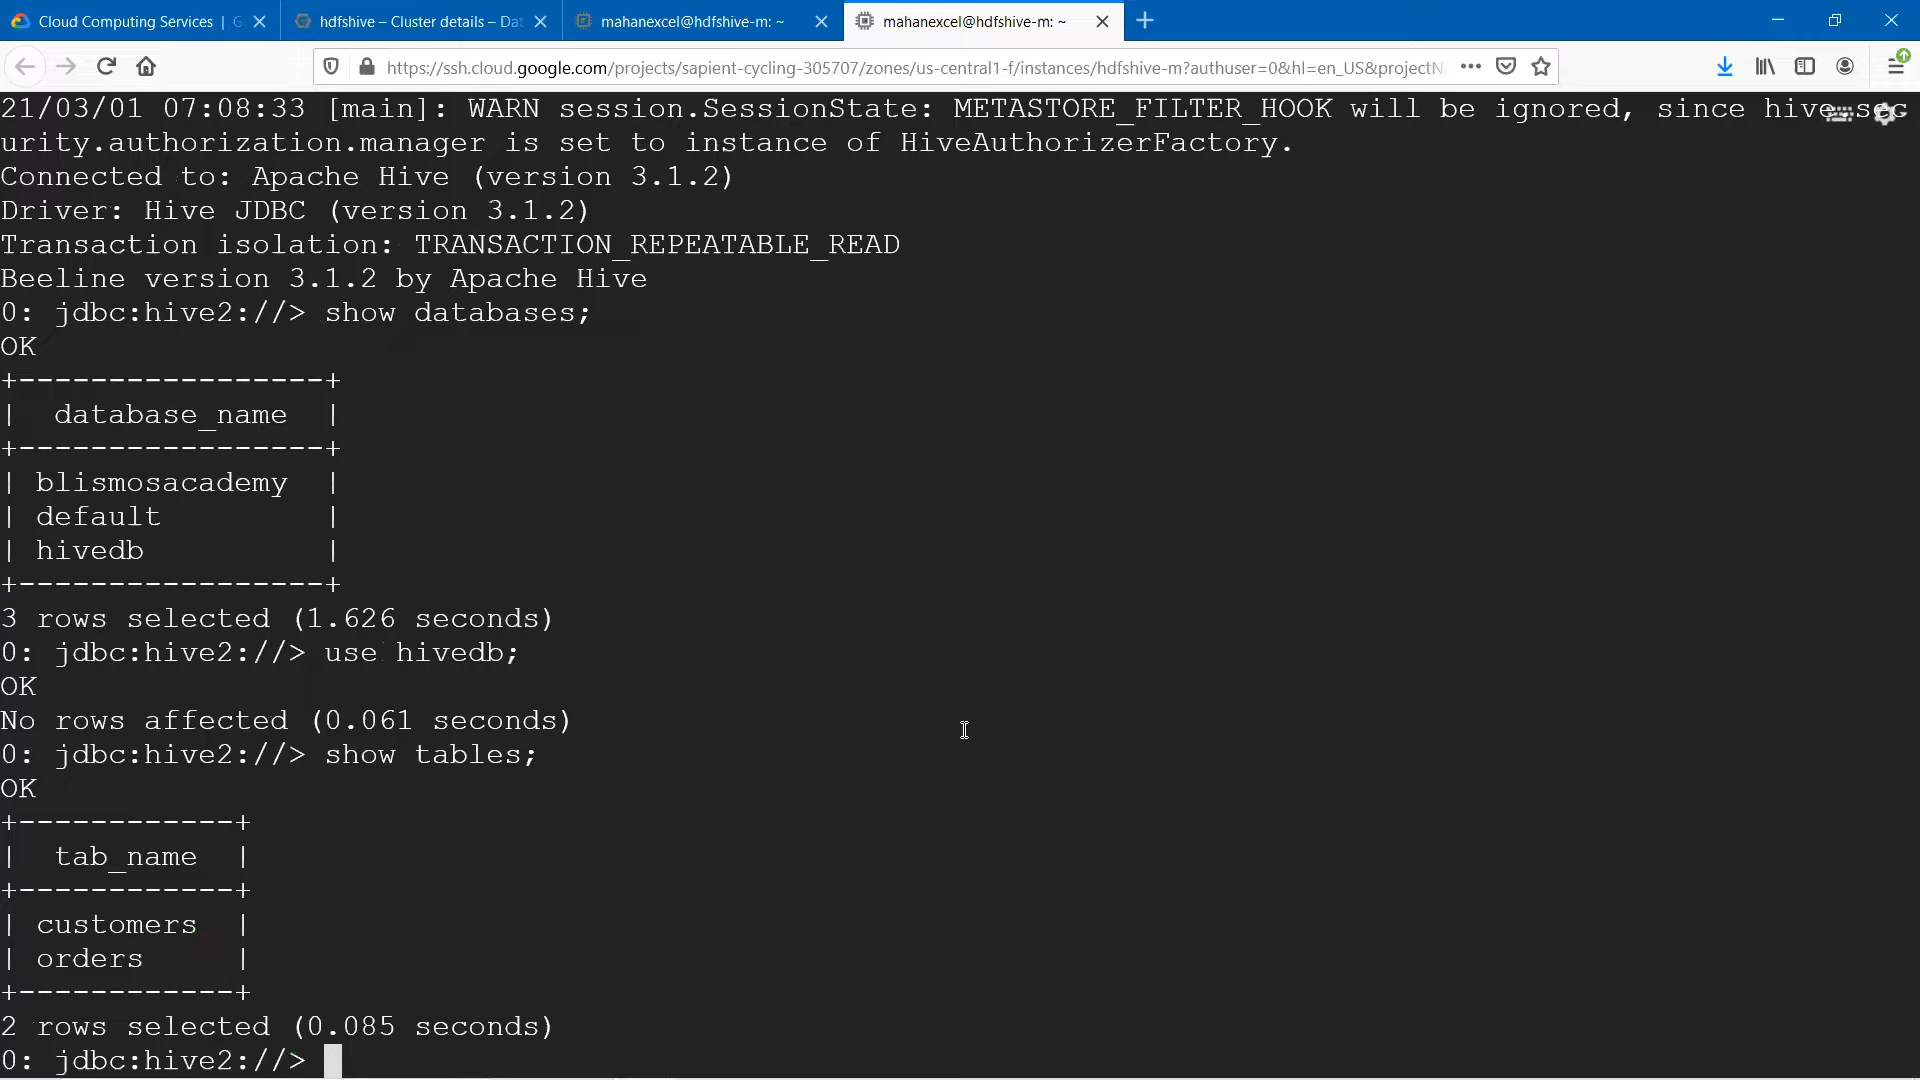 Cloud Computing Services | G
hdfshive – Cluster details – Dat
mahanexcel@hdfshive-m: ~
mahanexcel@hdfshive-m: ~
https://ssh.cloud.google.com/projects/sapient-cycling-305707/zones/us-central1-f/instances/hdfshive-m?authuser=0&hl=en_US&projectN
21/03/01 07:08:33 [main]: WARN session.SessionState: METASTORE_FILTER_HOOK will be ignored, since hive.sec
urity.authorization.manager is set to instance of HiveAuthorizerFactory.
Connected to: Apache Hive (version 3.1.2)
Driver: Hive JDBC (version 3.1.2)
Transaction isolation: TRANSACTION_REPEATABLE_READ
Beeline version 3.1.2 by Apache Hive
0: jdbc:hive2://> show databases;
OK
+-----------------+
|  database_name  |
+-----------------+
| blismosacademy  |
| default         |
| hivedb          |
+-----------------+
3 rows selected (1.626 seconds)
0: jdbc:hive2://> use hivedb;
OK
No rows affected (0.061 seconds)
0: jdbc:hive2://> show tables;
OK
+------------+
|  tab_name  |
+------------+
| customers  |
| orders     |
+------------+
2 rows selected (0.085 seconds)
0: jdbc:hive2://>